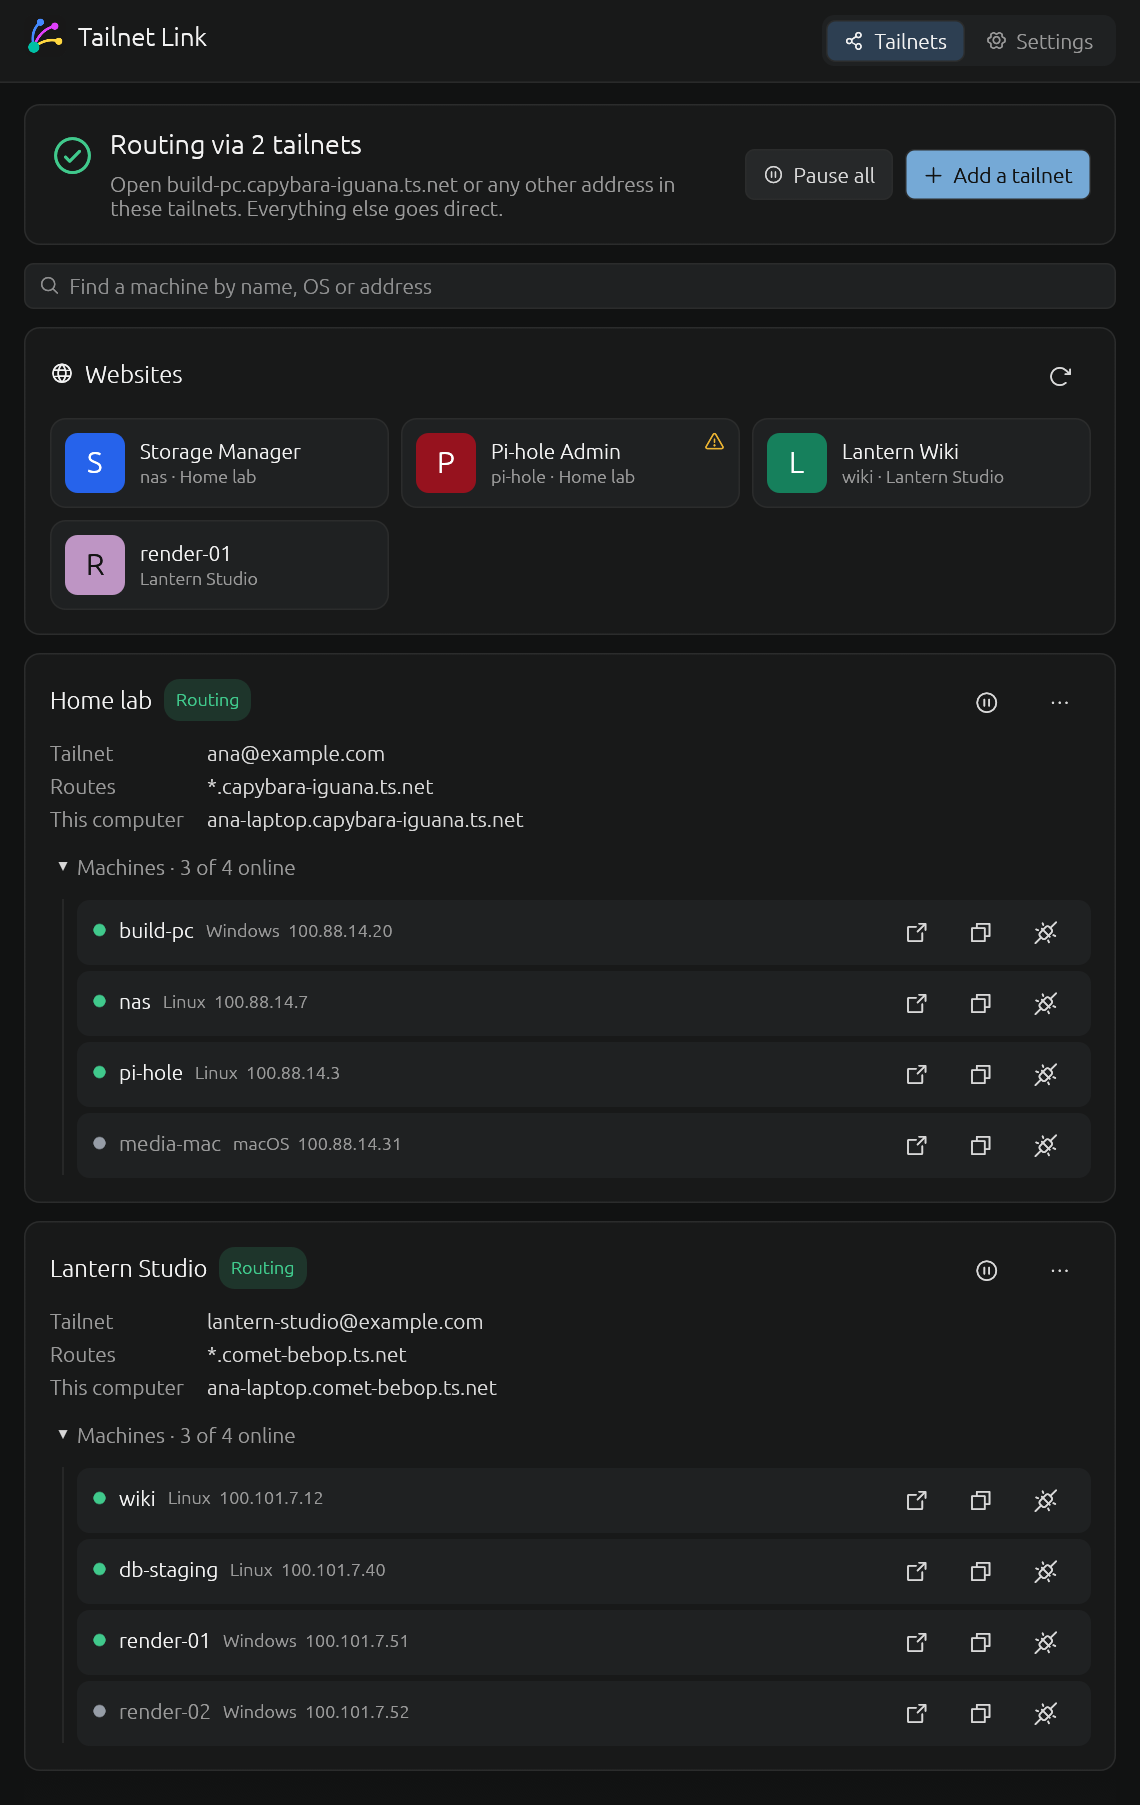 Tailnet Link
Tailnets
Settings
Routing via 2 tailnets
Open build-pc.capybara-iguana.ts.net or any other address in
these tailnets. Everything else goes direct.
Pause all
Add a tailnet
Find a machine by name, OS or address
Websites
S
Storage Manager
nas · Home lab
P
Pi-hole Admin
pi-hole · Home lab
L
Lantern Wiki
wiki · Lantern Studio
R
render-01
Lantern Studio
Home lab Routing
Tailnet ana@example.com
Routes *.capybara-iguana.ts.net
This computer ana-laptop.capybara-iguana.ts.net
Machines · 3 of 4 online
build-pc Windows 100.88.14.20
nas Linux 100.88.14.7
pi-hole Linux 100.88.14.3
media-mac macOS 100.88.14.31
Lantern Studio Routing
Tailnet lantern-studio@example.com
Routes *.comet-bebop.ts.net
This computer ana-laptop.comet-bebop.ts.net
Machines · 3 of 4 online
wiki Linux 100.101.7.12
db-staging Linux 100.101.7.40
render-01 Windows 100.101.7.51
render-02 Windows 100.101.7.52